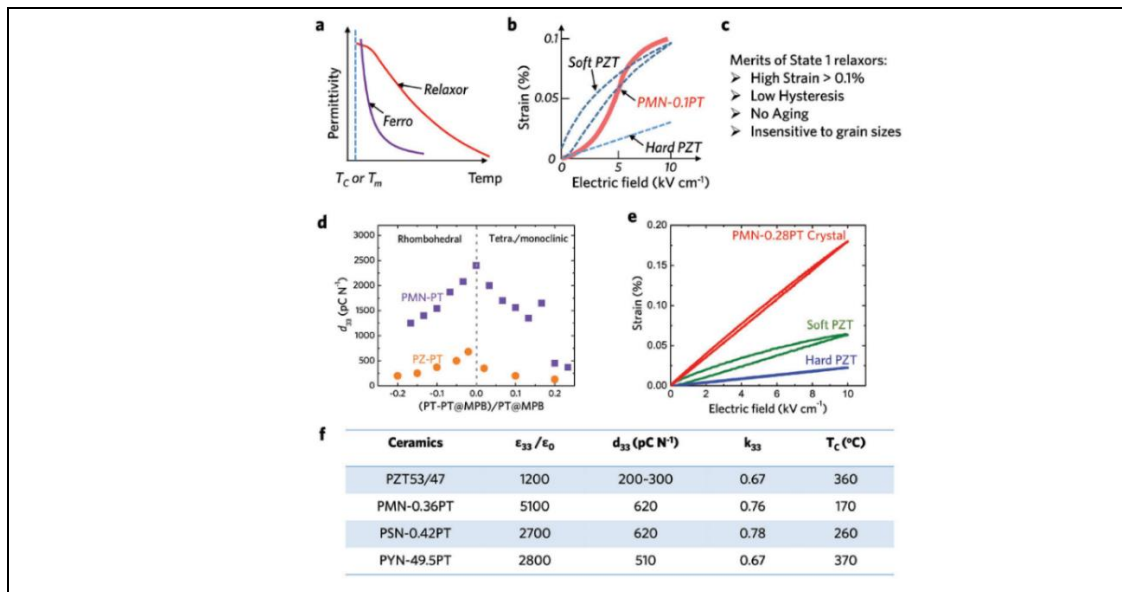 a
Permittivity
Relaxor
Ferro
T_C or T_m
Temp
b
Strain (%)
0.1
0.05
0
Soft PZT
PMN-0.1PT
Hard PZT
0
5
10
Electric field (kV cm⁻¹)
c
Merits of State 1 relaxors:
➢ High Strain > 0.1%
➢ Low Hysteresis
➢ No Aging
➢ Insensitive to grain sizes
d
d₃₃ (pC N⁻¹)
3000
2500
2000
1500
1000
500
0
Rhombohedral
Tetra./monoclinic
PMN-PT
PZ-PT
-0.2
-0.1
0.0
0.1
0.2
(PT-PT@MPB)/PT@MPB
e
Strain (%)
0.20
0.15
0.10
0.05
0.00
PMN-0.28PT Crystal
Soft PZT
Hard PZT
0
2
4
6
8
10
Electric field (kV cm⁻¹)
f
Ceramics ε₃₃/ε₀ d₃₃ (pC N⁻¹) k₃₃ T_C (°C)
PZT53/47 1200 200-300 0.67 360
PMN-0.36PT 5100 620 0.76 170
PSN-0.42PT 2700 620 0.78 260
PYN-49.5PT 2800 510 0.67 370